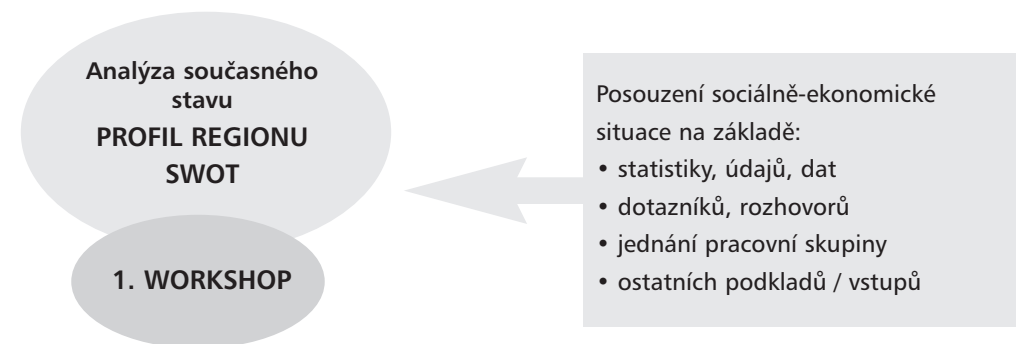 Analýza současného
stavu
PROFIL REGIONU
SWOT
1. WORKSHOP
Posouzení sociálně-ekonomické
situace na základě:
• statistiky, údajů, dat
• dotazníků, rozhovorů
• jednání pracovní skupiny
• ostatních podkladů / vstupů